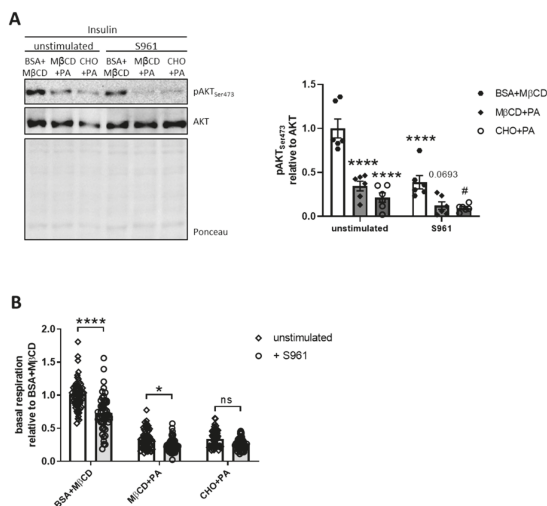 A
Insulin
unstimulated S961
BSA+ MβCD CHO BSA+ MβCD CHO
MβCD +PA +PA MβCD +PA +PA
pAKTSer473
AKT
Ponceau
pAKTSer473
relative to AKT
1.5
1.0
0.5
0.0
**** **** **** 0.0693 #
unstimulated S961
BSA+MβCD
MβCD+PA
CHO+PA
B
basal respiration
relative to BSA+MβCD
2.0
1.5
1.0
0.5
0.0
**** * ns
BSA+MβCD MβCD+PA CHO+PA
unstimulated
+ S961